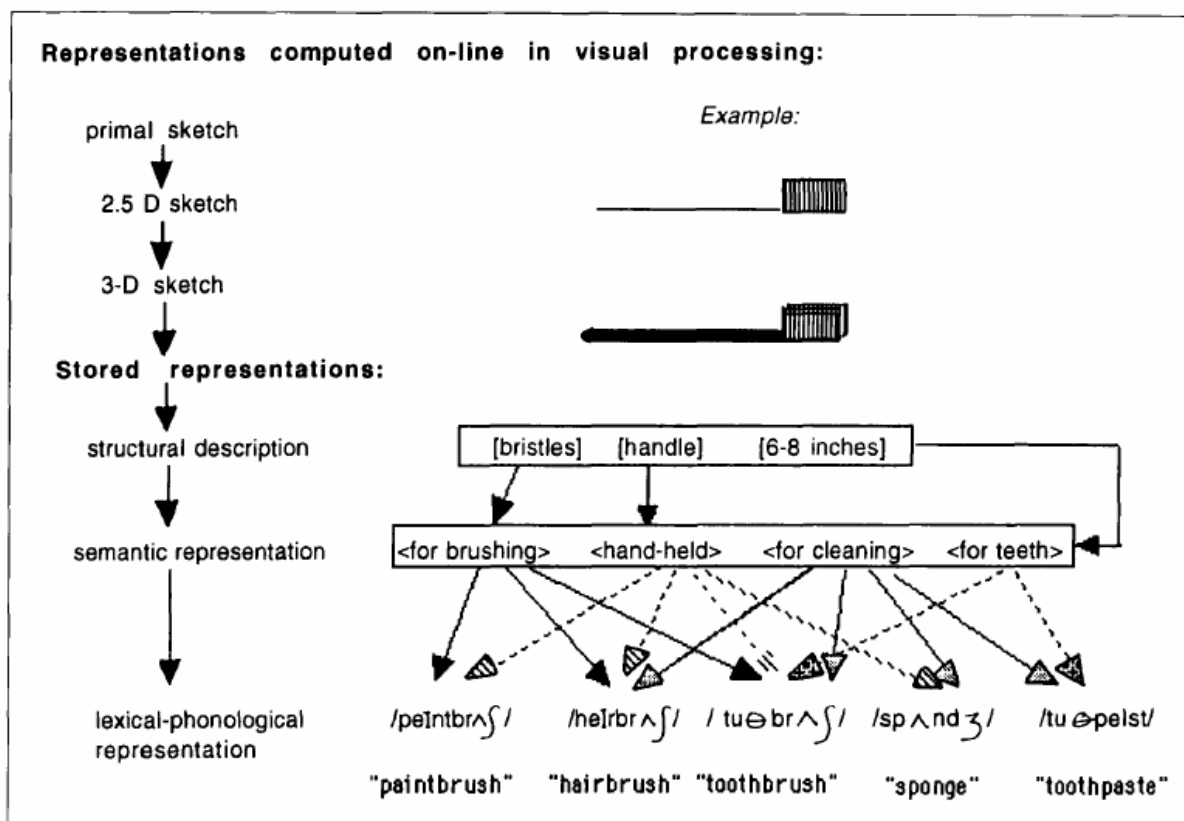 Representations computed on-line in visual processing:
Example:
primal sketch
2.5 D sketch
3-D sketch
Stored representations:
structural description
[bristles] [handle] [6-8 inches]
semantic representation
<for brushing> <hand-held> <for cleaning> <for teeth>
lexical-phonological
representation
/peIntbrʌʃ/ /heIrbrʌʃ/ /tuθbrʌʃ/ /spʌndʒ/ /tuθpeIst/
"paintbrush" "hairbrush" "toothbrush" "sponge" "toothpaste"